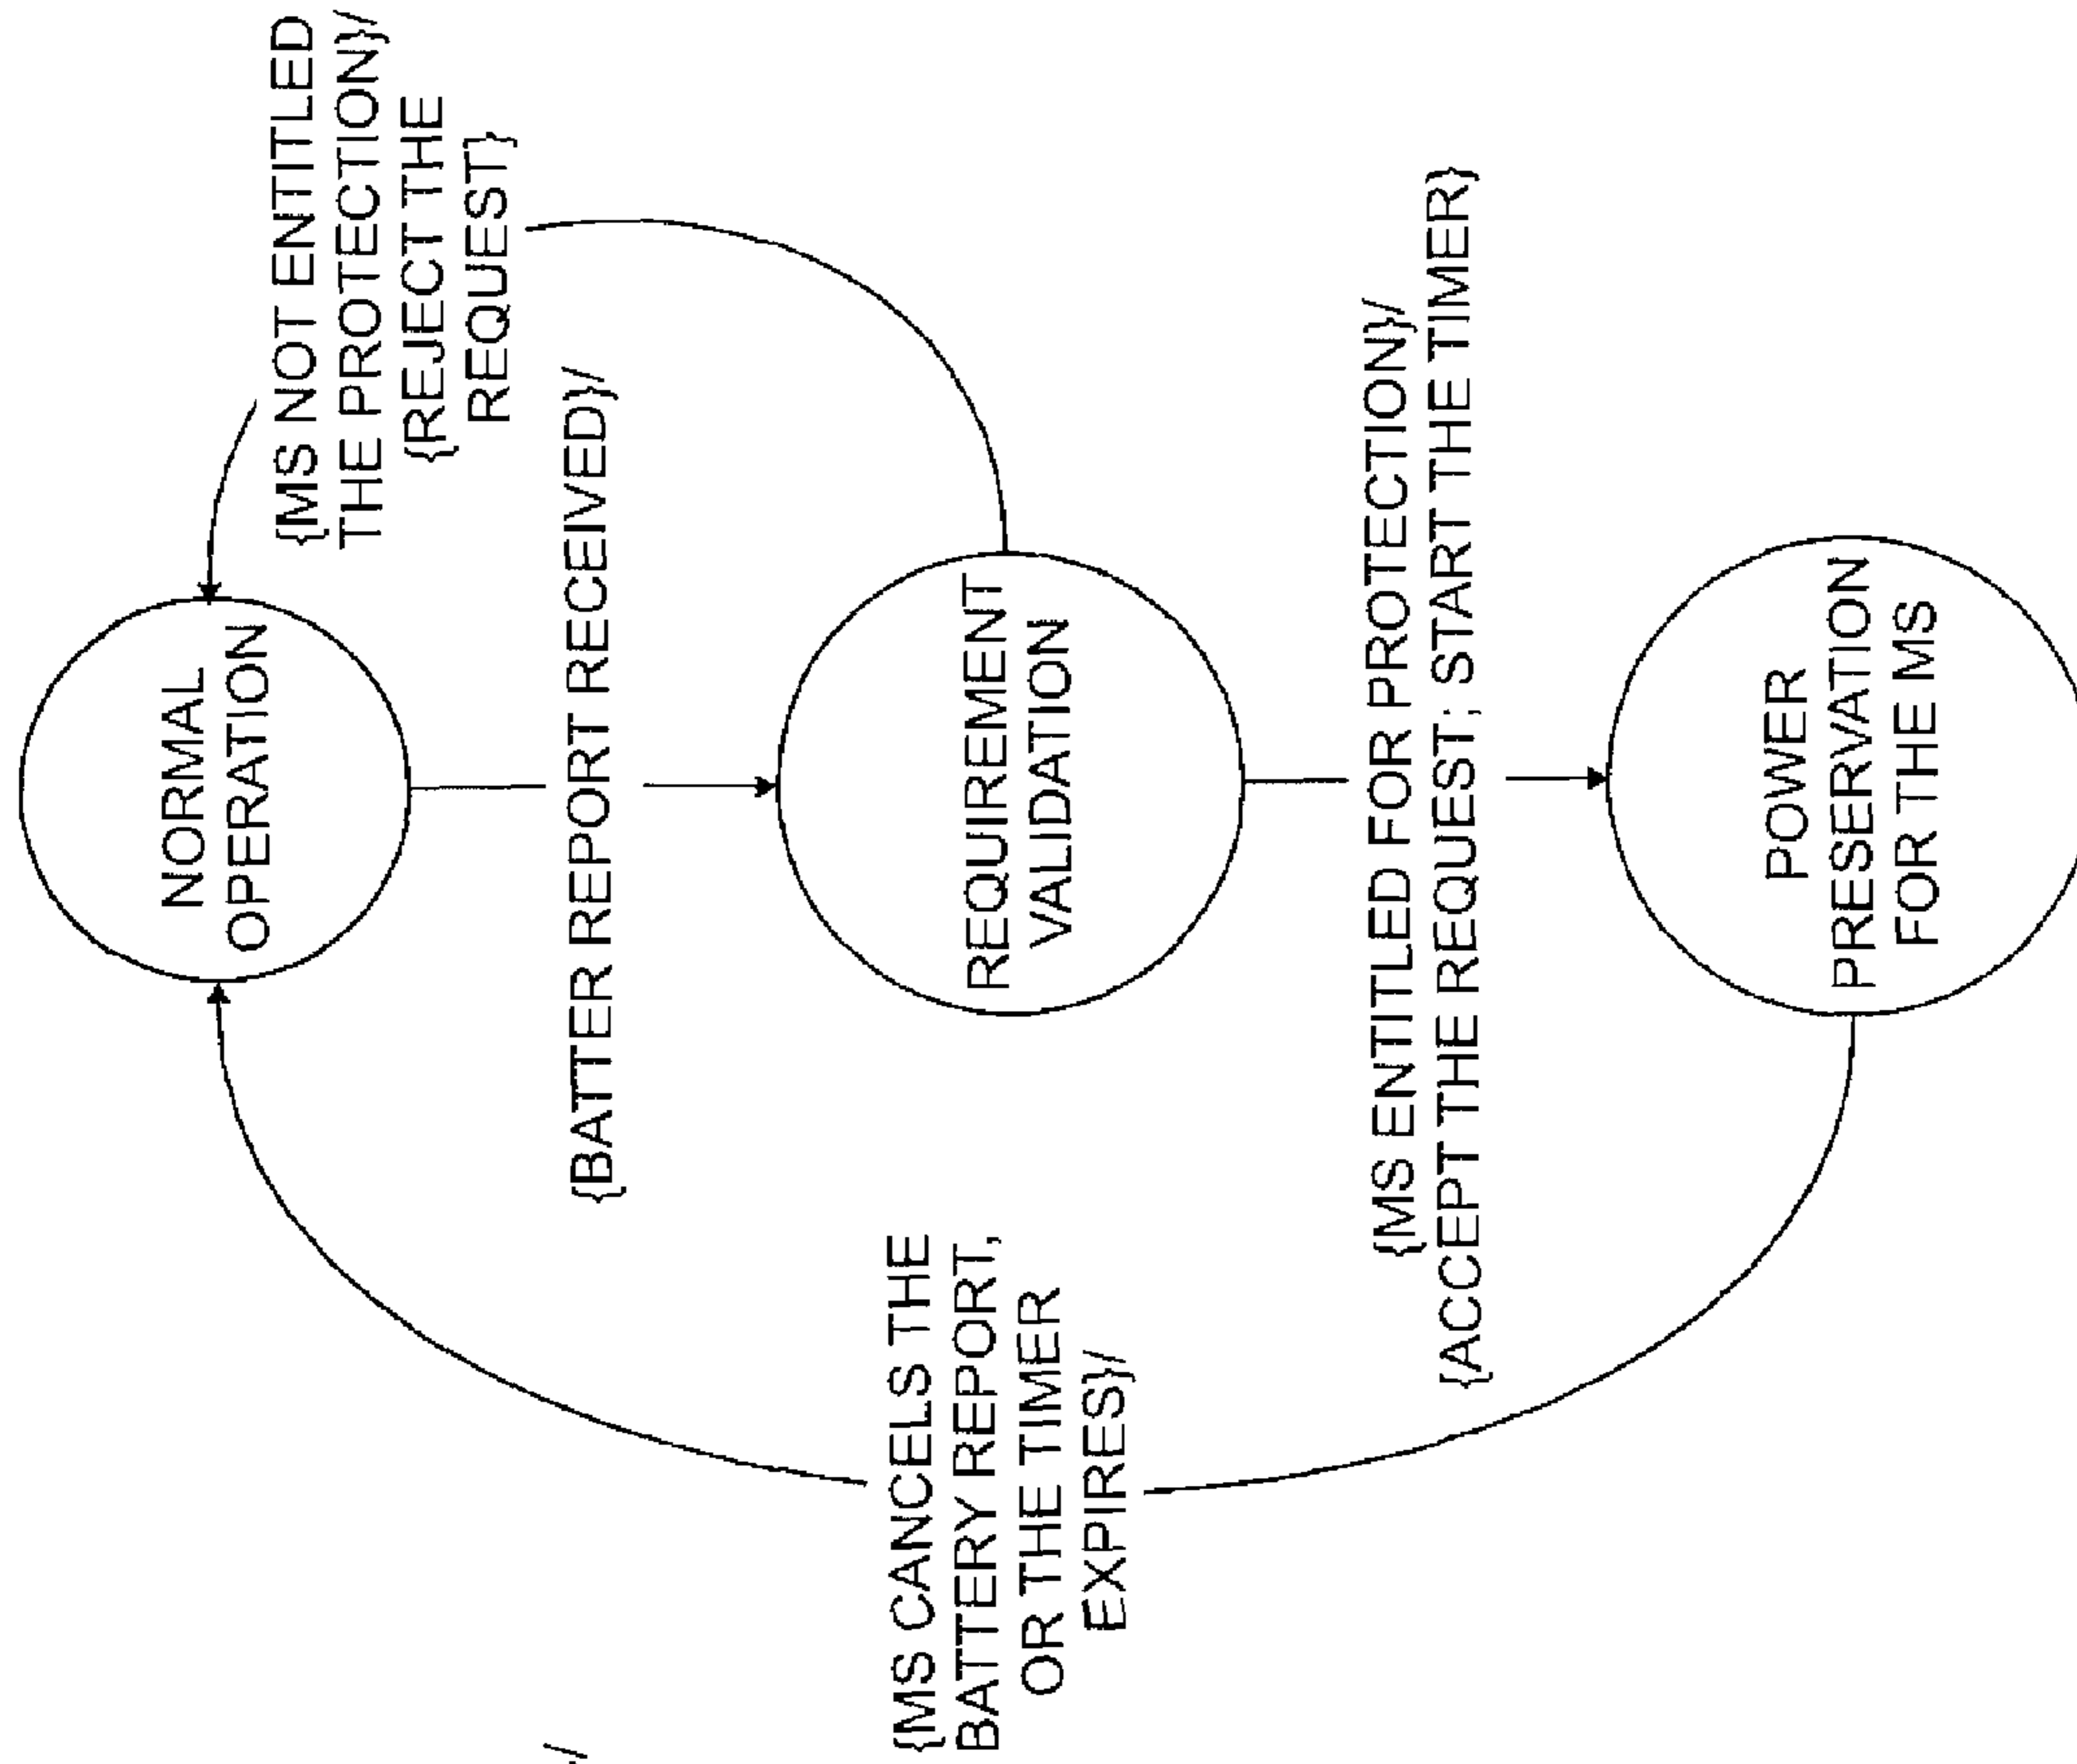 NORMAL
OPERATION
{MS NOT ENTITLED
THE PROTECTION}/
{REJECT THE
REQUEST}
{BATTER REPORT RECEIVED}/
REQUIREMENT
VALIDATION
{MS CANCELS THE
BATTERY REPORT,
OR THE TIMER
EXPIRES}/
{MS ENTITLED FOR PROTECTION}/
{ACCEPT THE REQUEST; START THE TIMER}
POWER
PRESERVATION
FOR THE MS
}/